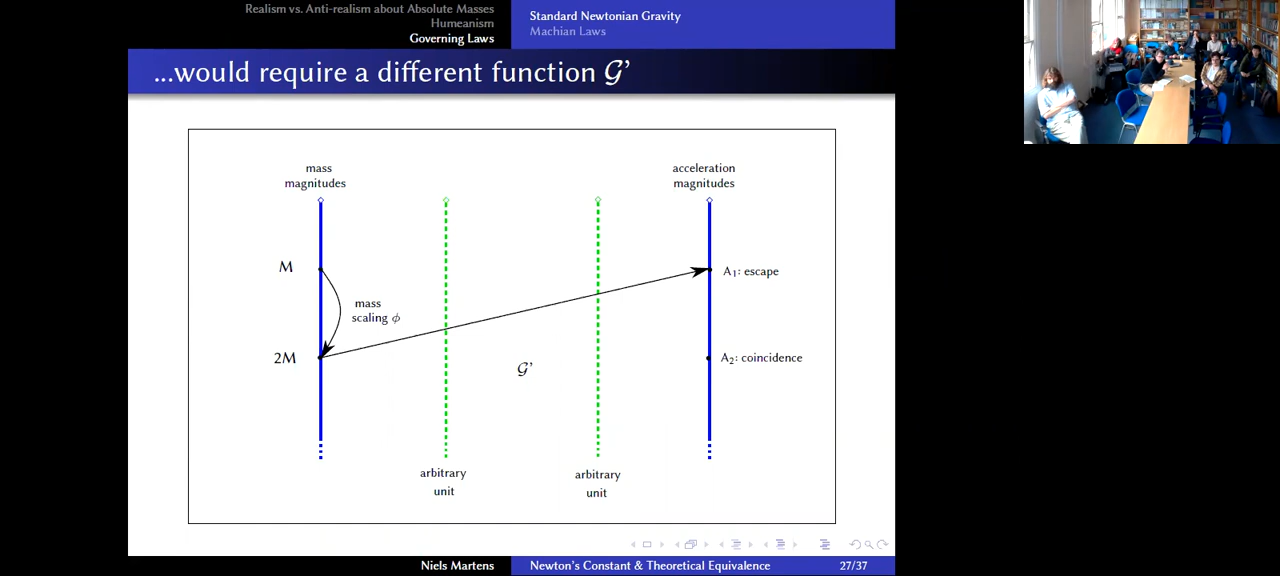 Realism vs. Anti-realism about Absolute Masses
Humeanism
Governing Laws
Standard Newtonian Gravity
Machian Laws
...would require a different function 𝒢'
mass
magnitudes
acceleration
magnitudes
M
A₁: escape
mass
scaling ϕ
2M
A₂: coincidence
𝒢'
arbitrary
unit
arbitrary
unit
Niels Martens
Newton's Constant & Theoretical Equivalence
27/37